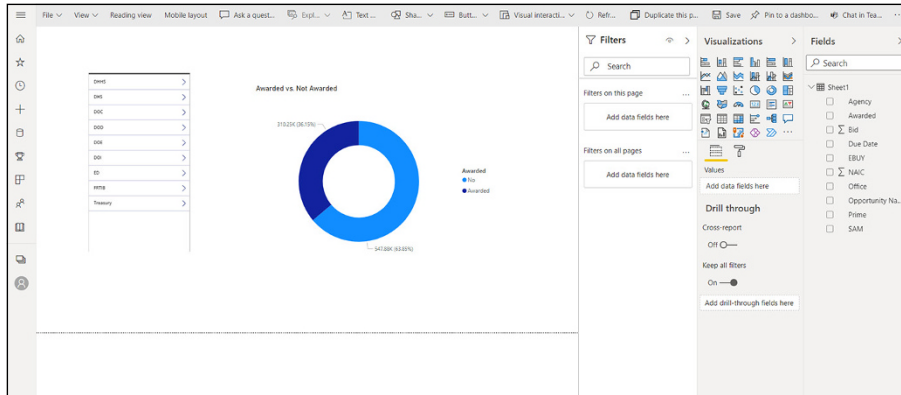 File View Reading view Mobile layout Ask a quest... Expl... Text ... Sha... Butt... Visual interacti... Refr... Duplicate this p... Save Pin to a dashbo... Chat in Tea... ...
DHHS
DHS
DOC
DOD
DOE
DOI
ED
FRTIB
Treasury
Awarded vs. Not Awarded
(36.15%)
(63.85%)
Awarded
No
Awarded
Filters
Search
Filters on this page ...
Add data fields here
Filters on all pages ...
Add data fields here
Visualizations
...
Values
Add data fields here
Drill through
Cross-report
Off
Keep all filters
On
Add drill-through fields here
Fields
Search
Sheet1
Agency
Awarded
∑ Bid
Due Date
EBUY
∑ NAIC
Office
Opportunity Na...
Prime
SAM